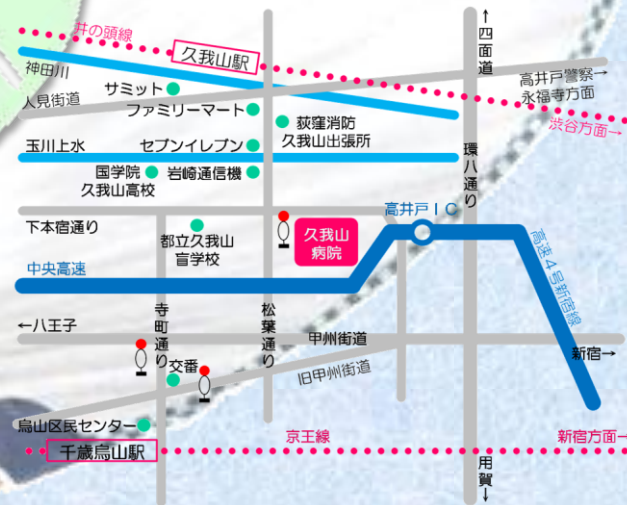 井の頭線
久我山駅
↑四面道
神田川
サミット
高井戸警察→
永福寺方面
人見街道
ファミリーマート
荻窪消防
久我山出張所
渋谷方面→
玉川上水
セブンイレブン
環八通り
国学院
久我山高校
岩崎通信機
高井戸IC
下本宿通り
都立久我山
盲学校
久我山
病院
高速4号新宿線
中央高速
寺町通り
松葉通り
←八王子
甲州街道
新宿→
交番
旧甲州街道
烏山区民センター
千歳烏山駅
京王線
新宿方面→
用賀↓